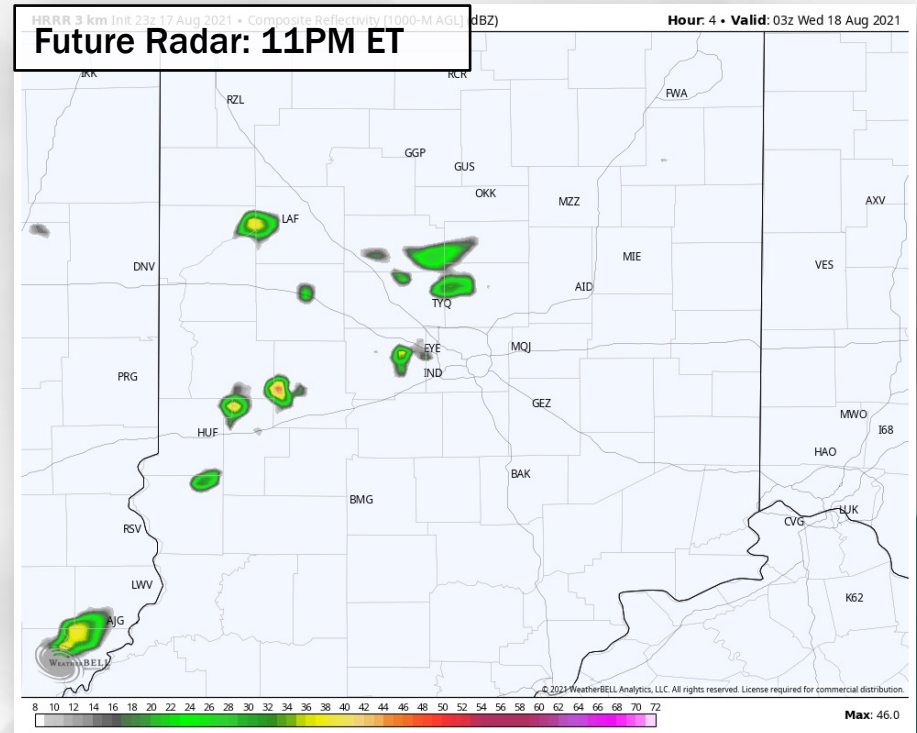 HRRR 3 km Init 23z 17 Aug 2021 • Composite Reflectivity [1000-M AGL] (dBZ)
Hour: 4 • Valid: 03z Wed 18 Aug 2021
Future Radar: 11PM ET
IKK
RCR
RZL
FWA
GGP
GUS
OKK
MZZ
AXV
LAF
MIE
DNV
VES
AID
TYQ
EYE
MQJ
IND
PRG
GEZ
MWO
HUF
I68
HAO
BAK
BMG
LUK
CVG
RSV
LWV
K62
AJG
WEATHERBELL
© 2021 WeatherBELL Analytics, LLC. All rights reserved. License required for commercial distribution.
8 10 12 14 16 18 20 22 24 26 28 30 32 34 36 38 40 42 44 46 48 50 52 54 56 58 60 62 64 66 68 70 72
Max: 46.0